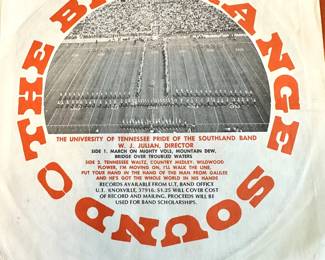 THE B
ANGE
SOUND O
THE UNIVERSITY OF TENNESSEE PRIDE OF THE SOUTHLAND BAND
W. J. JULIAN, DIRECTOR
SIDE 1. MARCH ON MIGHTY VOLS, MOUNTAIN DEW,
BRIDGE OVER TROUBLED WATERS
SIDE 2. TENNESSEE WALTZ, COUNTRY MEDLEY: WILDWOOD
FLOWER, I'M MOVING ON, I'LL WALK THE LINE,
PUT YOUR HAND IN THE HAND OF THE MAN FROM GALILEE
AND HE'S GOT THE WHOLE WORLD IN HIS HANDS
RECORDS AVAILABLE FROM U.T. BAND OFFICE
U.T. KNOXVILLE, 37916. $1.25 WILL COVER COST
OF RECORD AND MAILING. PROCEEDS WILL BE
USED FOR BAND SCHOLARSHIPS.